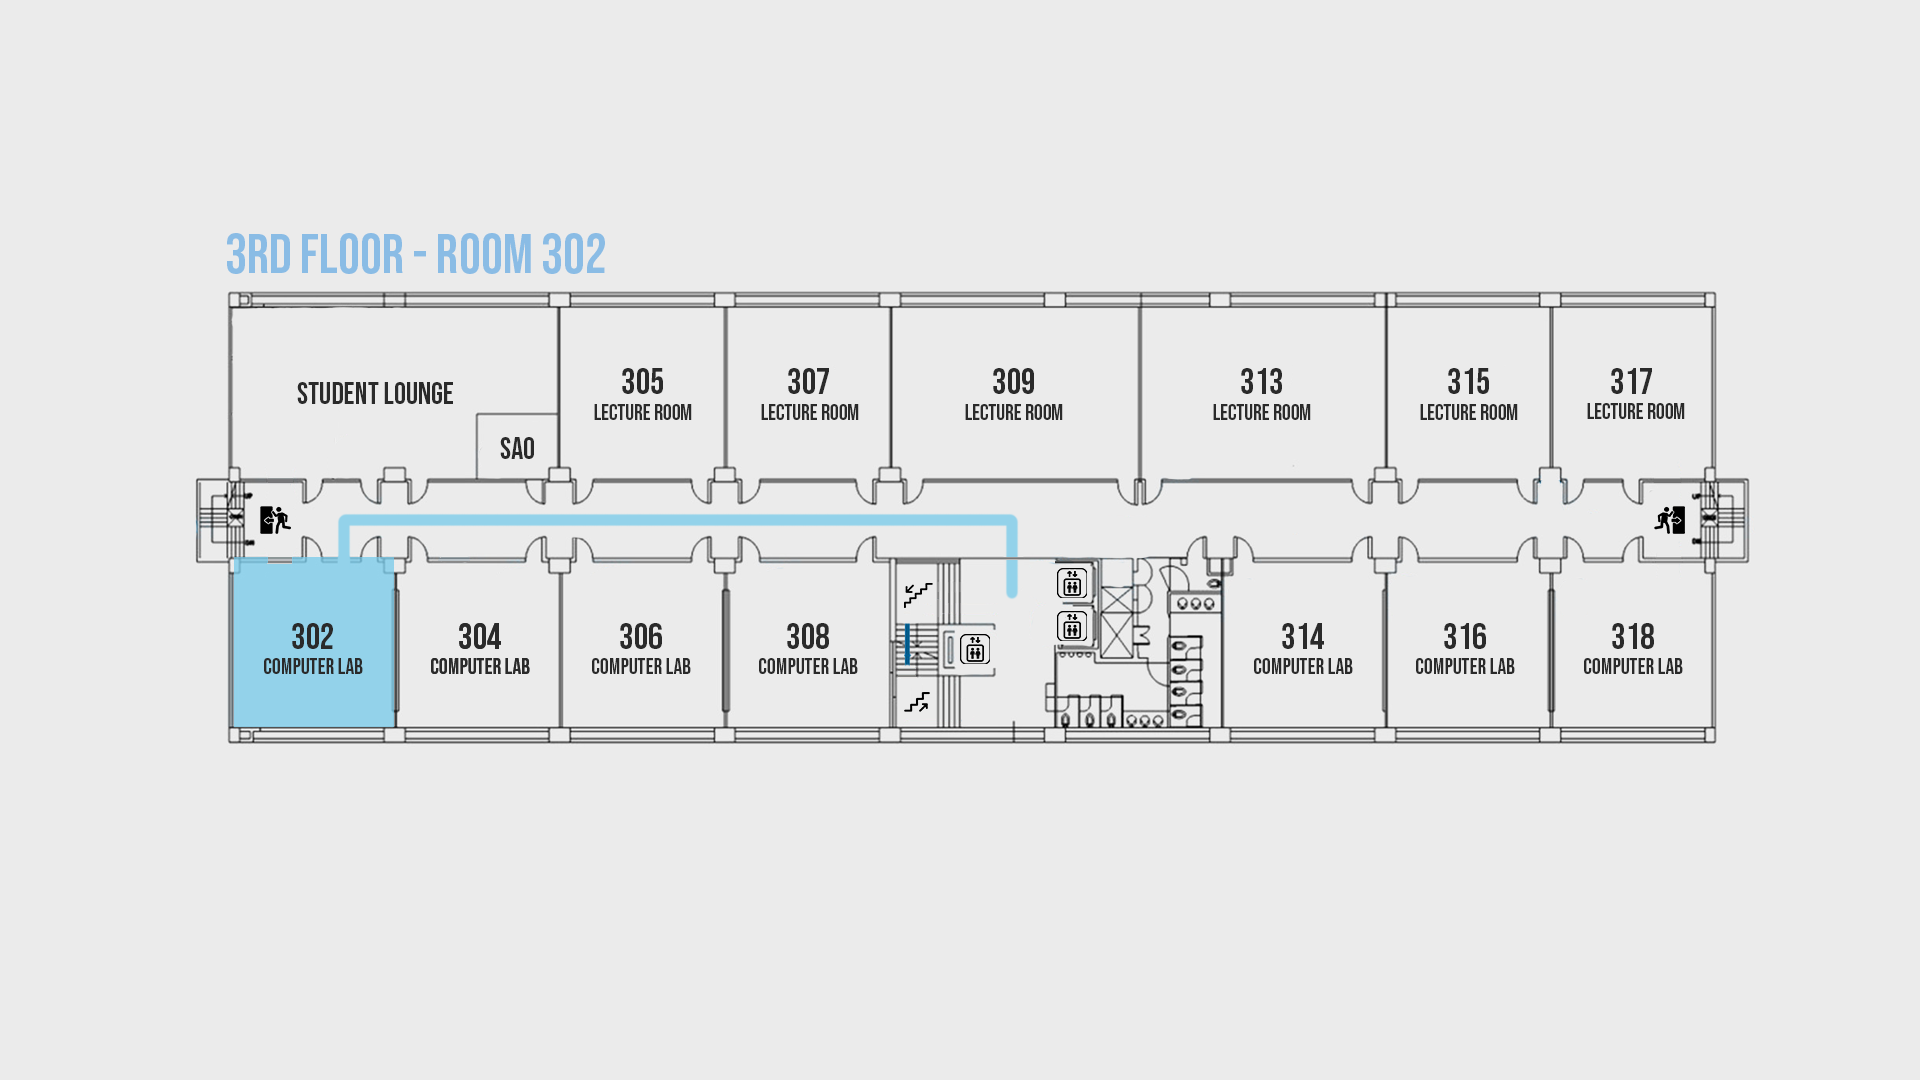 3RD FLOOR - ROOM 302
STUDENT LOUNGE
SAO
305
LECTURE ROOM
307
LECTURE ROOM
309
LECTURE ROOM
313
LECTURE ROOM
315
LECTURE ROOM
317
LECTURE ROOM
302
COMPUTER LAB
304
COMPUTER LAB
306
COMPUTER LAB
308
COMPUTER LAB
314
COMPUTER LAB
316
COMPUTER LAB
318
COMPUTER LAB